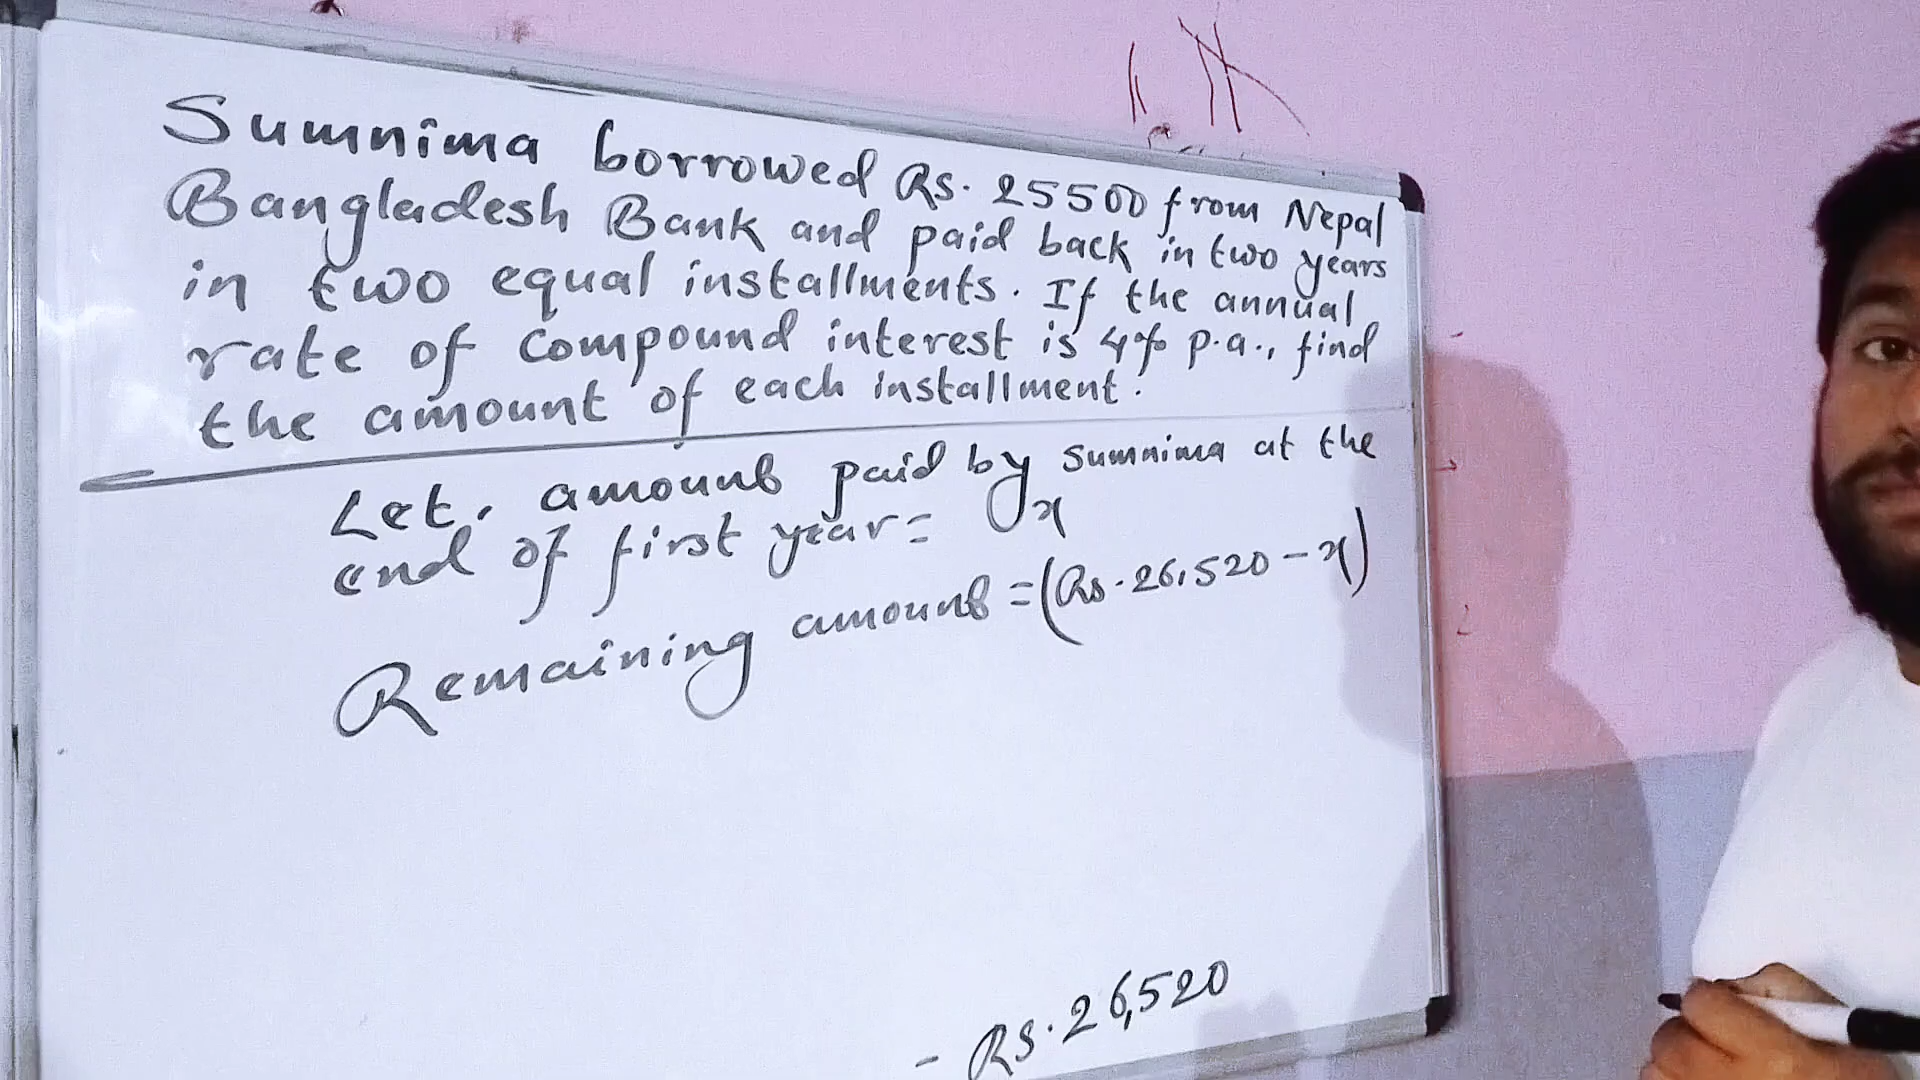 Sumnima borrowed Rs. 25500 from Nepal
Bangladesh Bank and paid back in two years
in two equal installments. If the annual
rate of compound interest is 4% p.a., find
the amount of each installment.
Let, amount paid by Sumnima at the
end of first year = x
Remaining amount = (Rs. 26,520 - x)
- Rs. 26,520